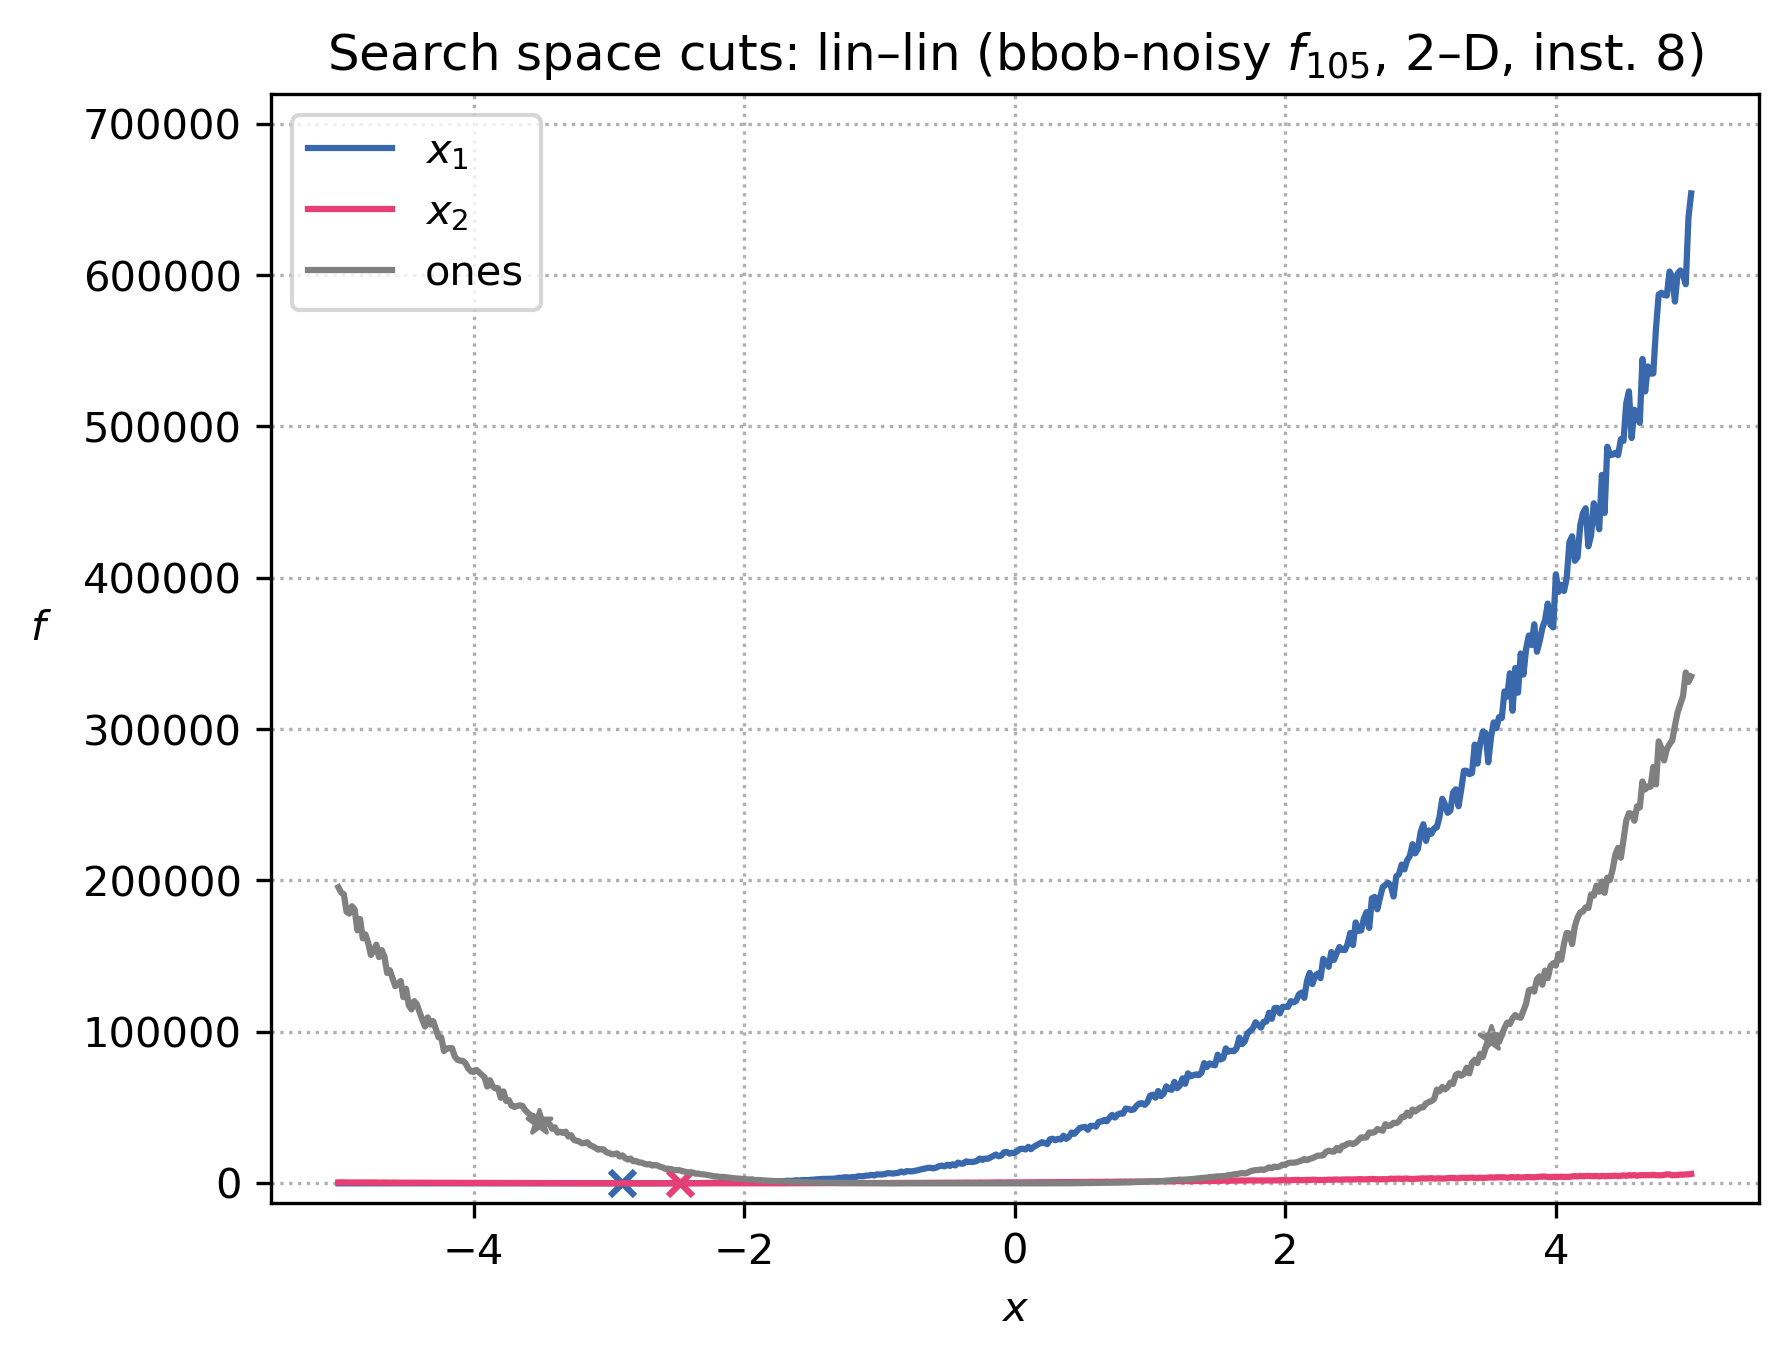 Search space cuts: lin–lin (bbob-noisy f₁₀₅, 2–D, inst. 8)
x₁
x₂
ones
700000
600000
500000
400000
300000
200000
100000
0
f
−4
−2
0
2
4
x